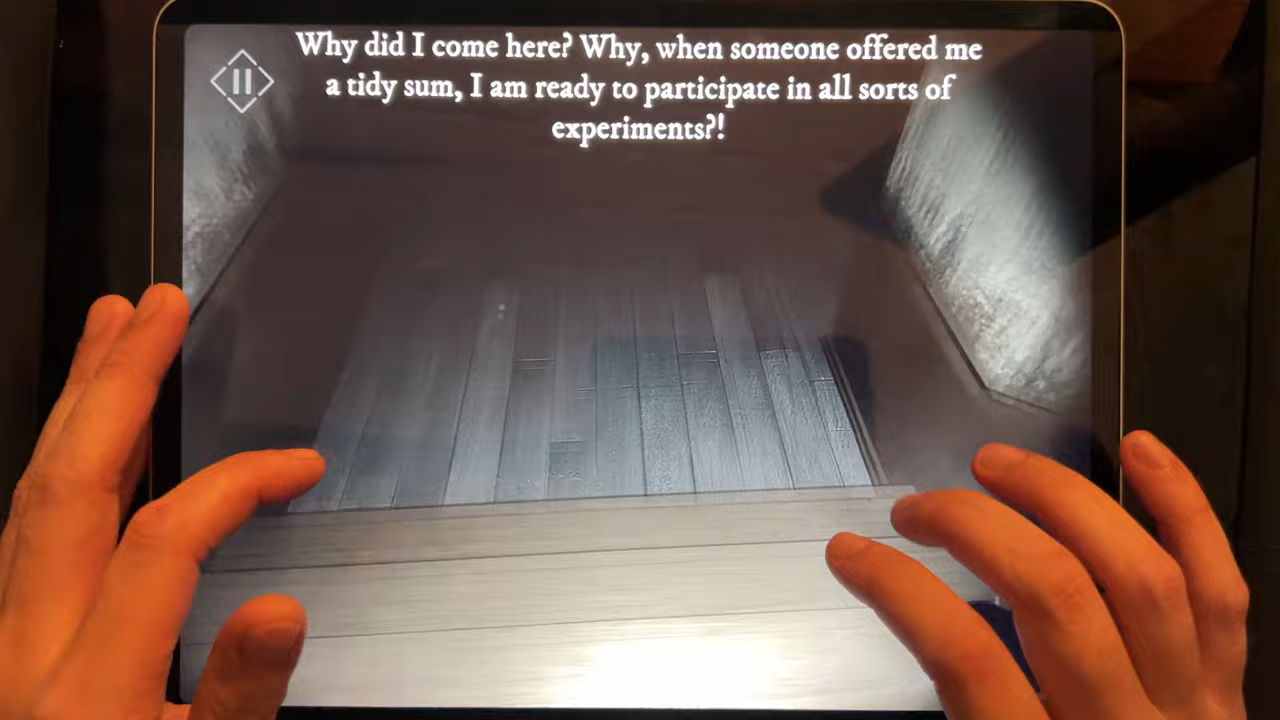 Why did I come here? Why, when someone offered me
a tidy sum, I am ready to participate in all sorts of
experiments?!